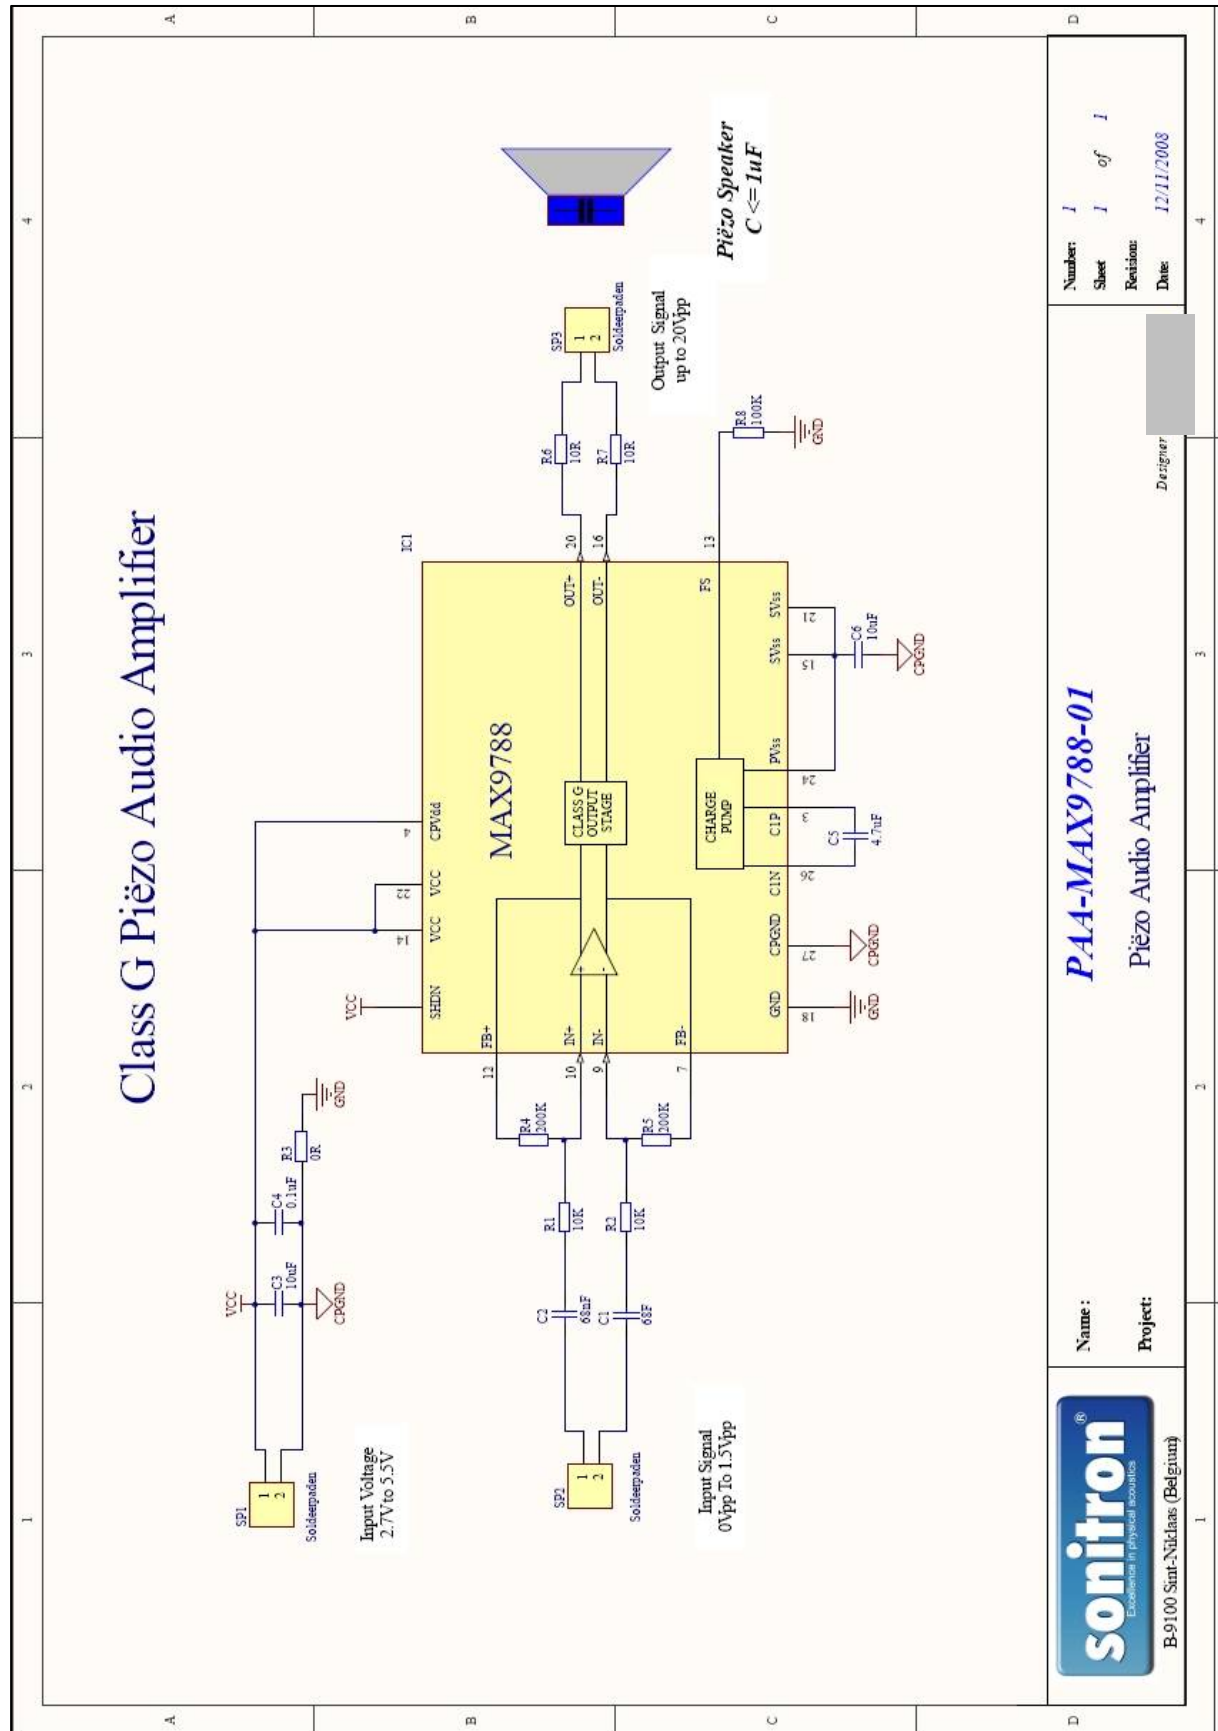 1
2
3
4
A
B
C
D
Class G Piëzo Audio Amplifier
SP1
1
2
Soldeerpaden
Input Voltage
2.7V to 5.5V
VCC
C3
10uF
CPGND
C4
0.1uF
R3
0R
GND
VCC
SHDN
14
VCC
22
VCC
4
CPVdd
IC1
MAX9788
SP2
1
2
Soldeerpaden
Input Signal
0Vpp To 1.5Vpp
C2
68nF
C1
68F
R1
10K
R2
10K
R4
200K
R5
200K
12
FB+
10
IN+
9
IN-
7
FB-
+
-
CLASS G
OUTPUT
STAGE
OUT+
20
OUT-
16
R6
10R
R7
10R
SP3
1
2
Soldeerpaden
Output Signal
up to 20Vpp
Piëzo Speaker
C <= 1uF
CHARGE
PUMP
FS
13
R8
100K
GND
GND
18
GND
CPGND
27
CPGND
C1N
26
C1P
3
C5
4.7uF
PVss
24
SVss
15
SVss
21
C6
10uF
CPGND
sonitron®
Excellence in physical acoustics
B-9100 Sint-Niklaas (Belgium)
Name :
PAA-MAX9788-01
Project:
Piëzo Audio Amplifier
Designer
Number: 1
Sheet 1 of 1
Revision:
Date: 12/11/2008
A
B
C
D
1
2
3
4